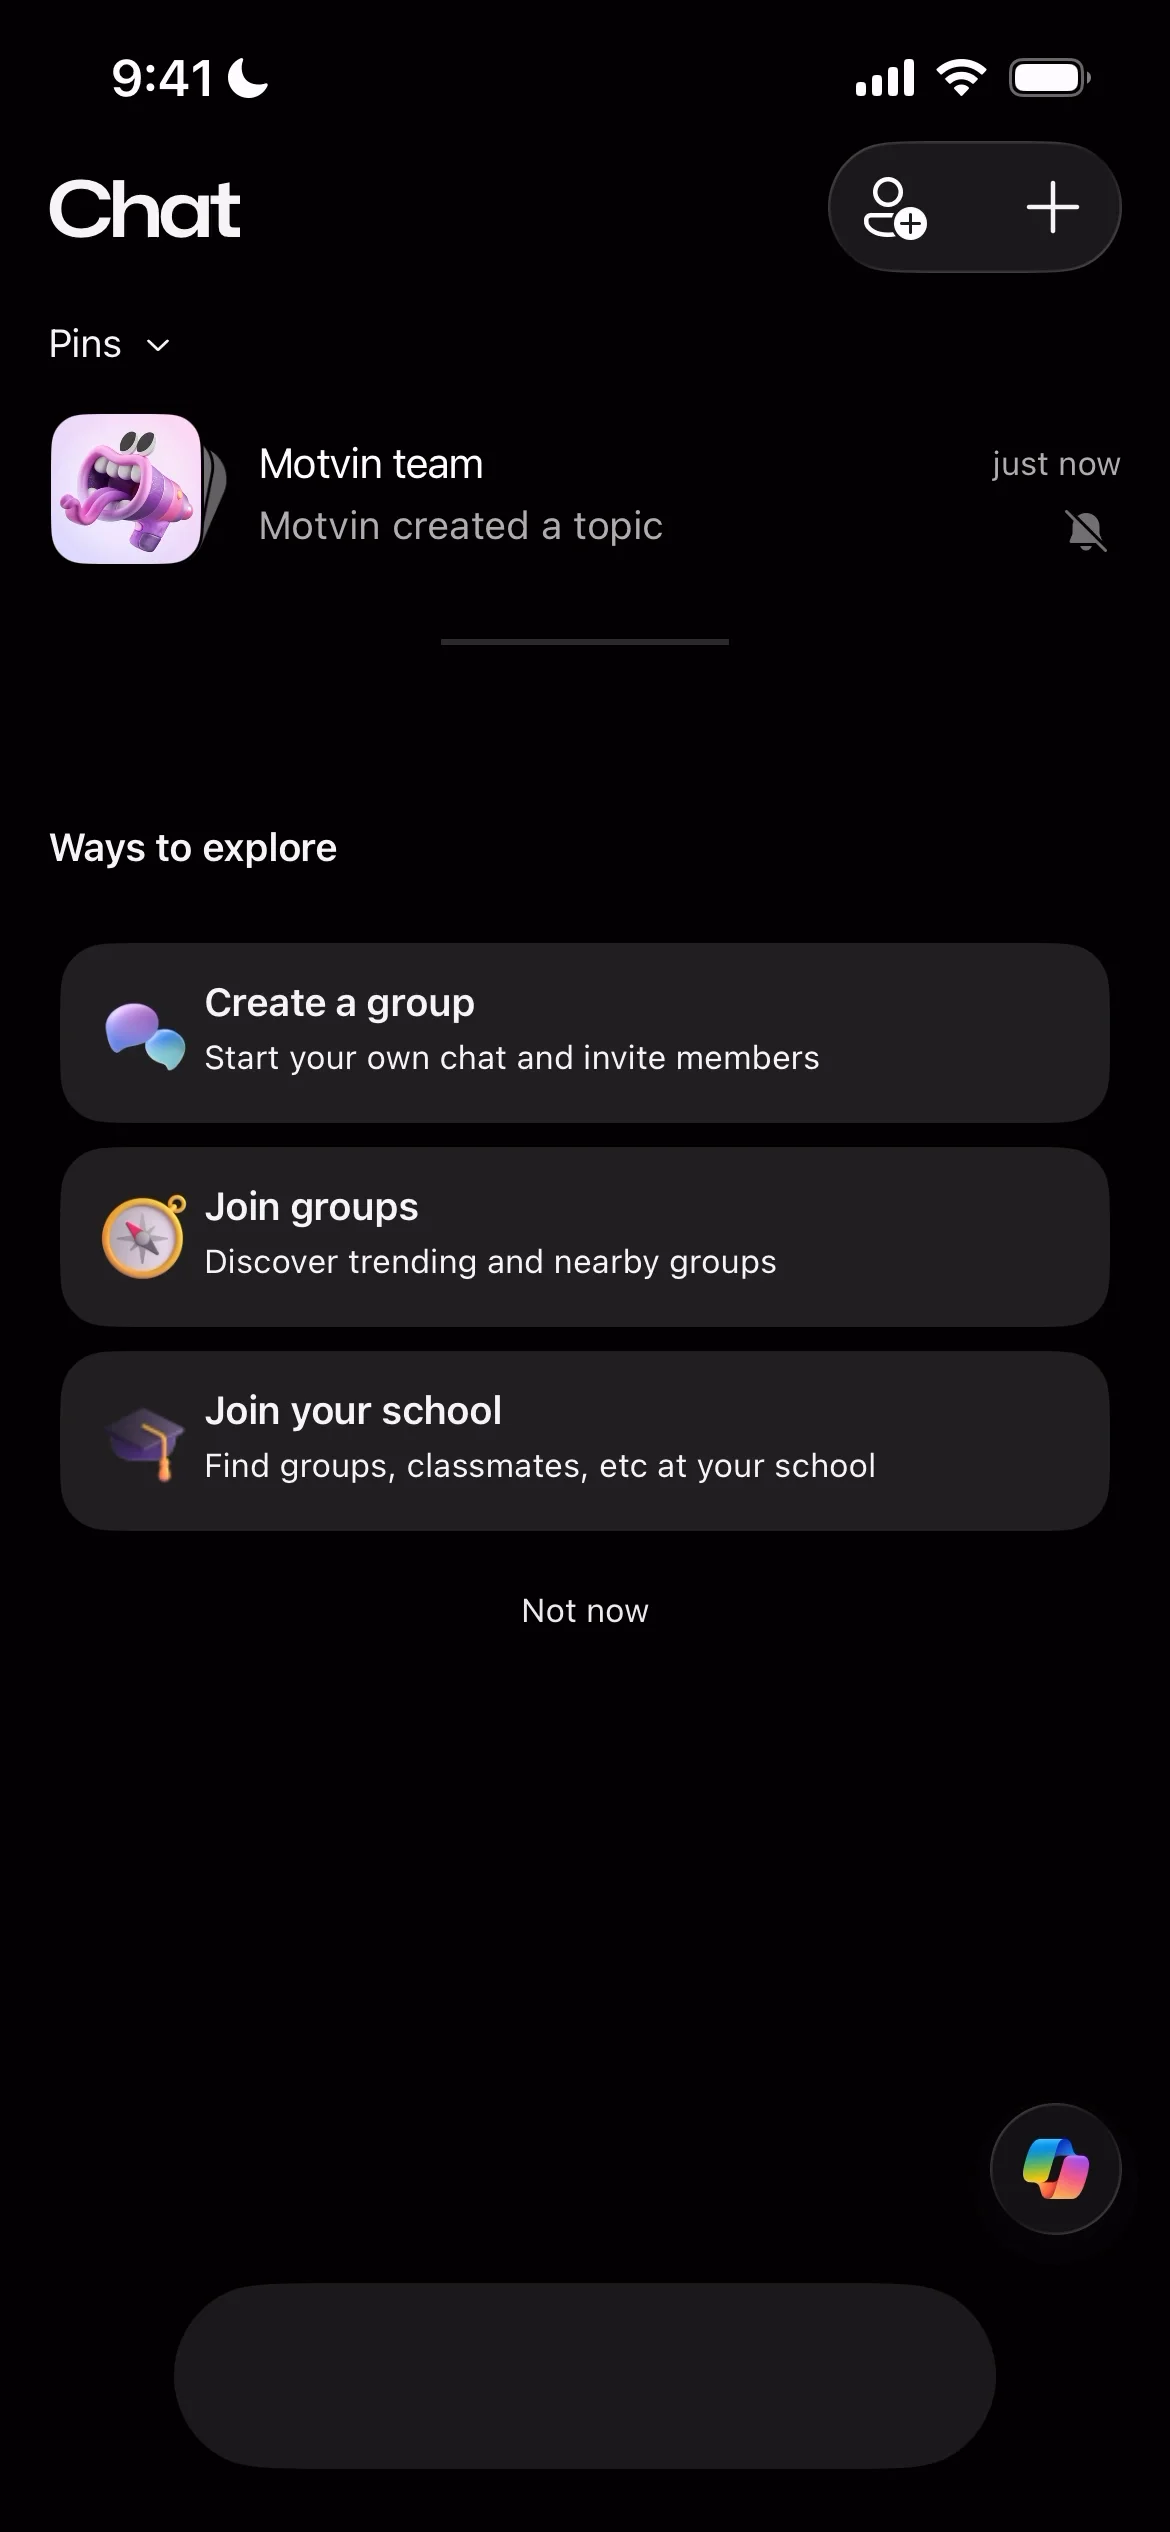 9:41
Chat
Pins
Motvin team
just now
Motvin created a topic
Ways to explore
Create a group
Start your own chat and invite members
Join groups
Discover trending and nearby groups
Join your school
Find groups, classmates, etc at your school
Not now